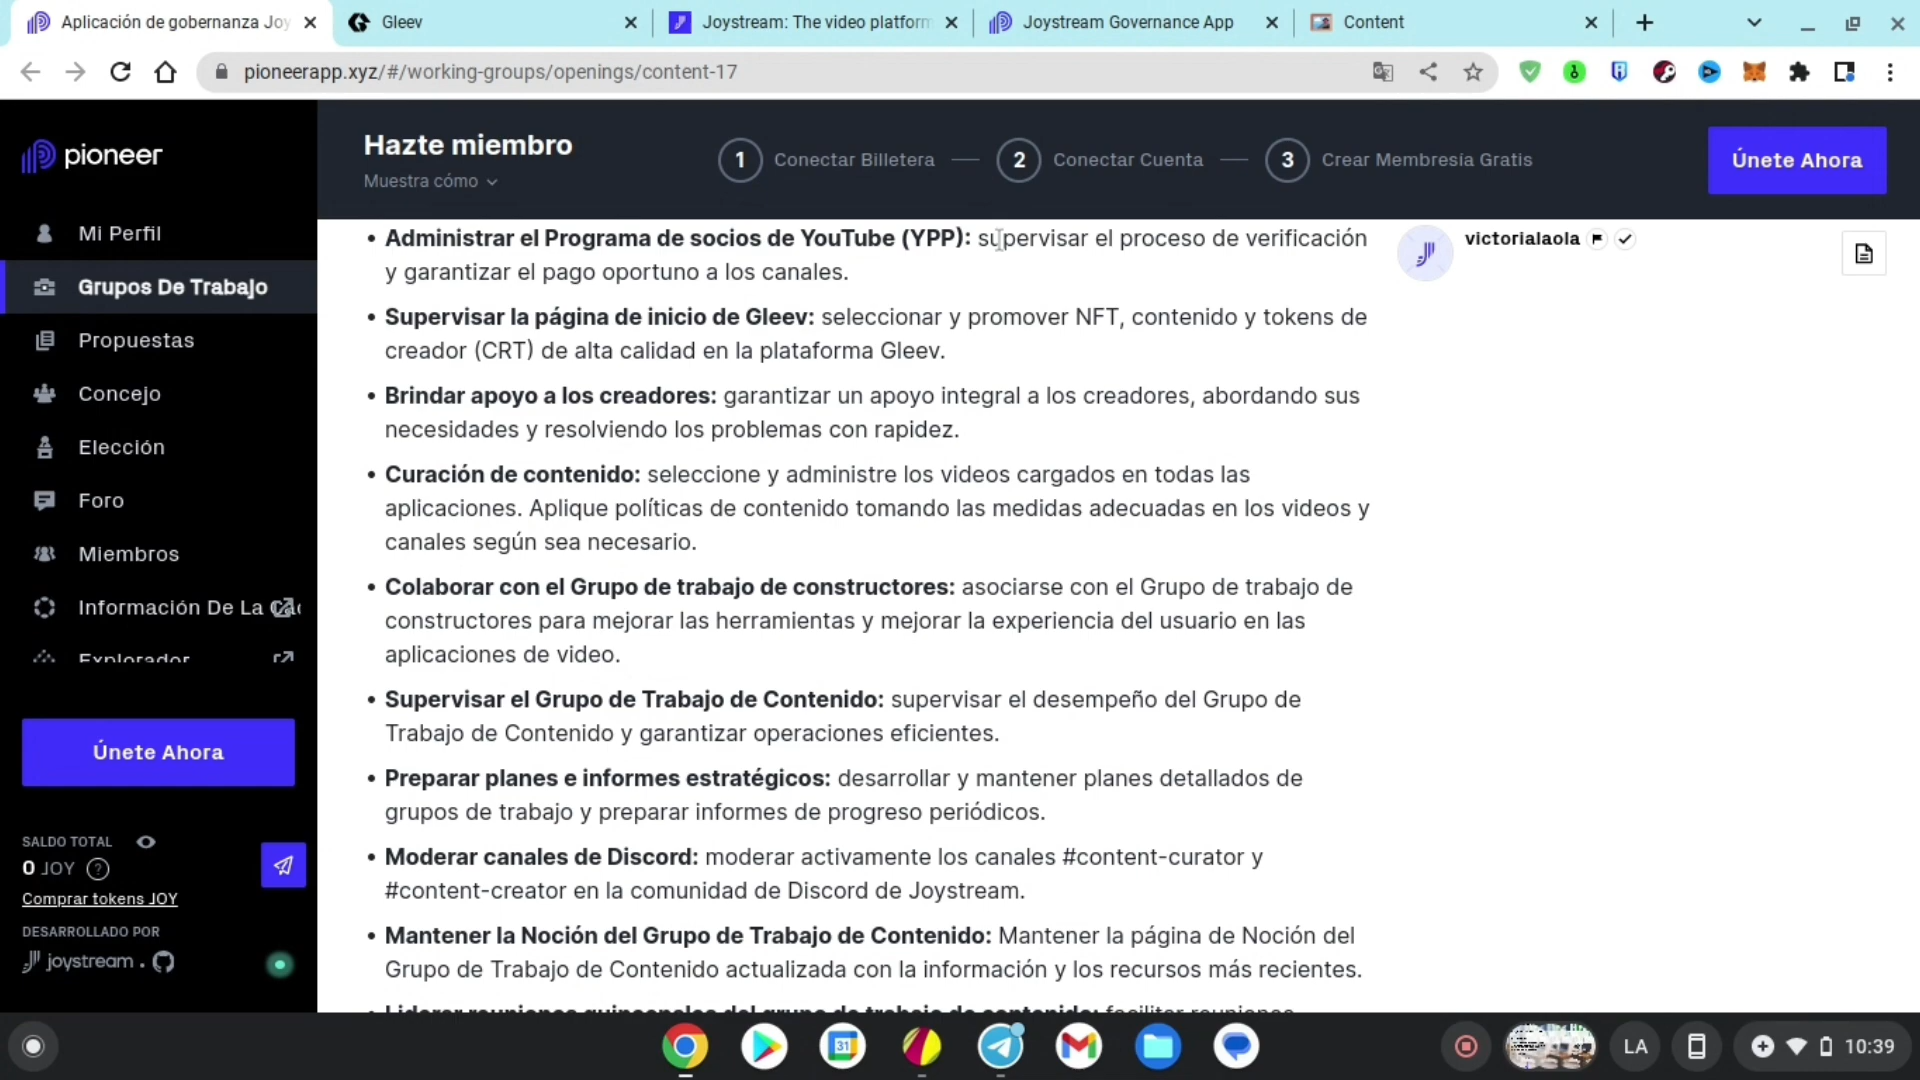 Aplicación de gobernanza Joy
Gleev
Joystream: The video platform
Joystream Governance App
Content
pioneerapp.xyz/#/working-groups/openings/content-17
pioneer
Mi Perfil
Grupos De Trabajo
Propuestas
Concejo
Elección
Foro
Miembros
Información De La
Explorador
Únete Ahora
SALDO TOTAL
0 JOY ?
Comprar tokens JOY
DESARROLLADO POR
joystream .
Hazte miembro
Muestra cómo
1 Conectar Billetera
2 Conectar Cuenta
3 Crear Membresía Gratis
Únete Ahora
• Administrar el Programa de socios de YouTube (YPP): supervisar el proceso de verificación
y garantizar el pago oportuno a los canales.
• Supervisar la página de inicio de Gleev: seleccionar y promover NFT, contenido y tokens de
creador (CRT) de alta calidad en la plataforma Gleev.
• Brindar apoyo a los creadores: garantizar un apoyo integral a los creadores, abordando sus
necesidades y resolviendo los problemas con rapidez.
• Curación de contenido: seleccione y administre los videos cargados en todas las
aplicaciones. Aplique políticas de contenido tomando las medidas adecuadas en los videos y
canales según sea necesario.
• Colaborar con el Grupo de trabajo de constructores: asociarse con el Grupo de trabajo de
constructores para mejorar las herramientas y mejorar la experiencia del usuario en las
aplicaciones de video.
• Supervisar el Grupo de Trabajo de Contenido: supervisar el desempeño del Grupo de
Trabajo de Contenido y garantizar operaciones eficientes.
• Preparar planes e informes estratégicos: desarrollar y mantener planes detallados de
grupos de trabajo y preparar informes de progreso periódicos.
• Moderar canales de Discord: moderar activamente los canales #content-curator y
#content-creator en la comunidad de Discord de Joystream.
• Mantener la Noción del Grupo de Trabajo de Contenido: Mantener la página de Noción del
Grupo de Trabajo de Contenido actualizada con la información y los recursos más recientes.
• Liderar reuniones quincenales del grupo de trabajo de contenido: facilitar reuniones
victorialaola
31
LA
10:39